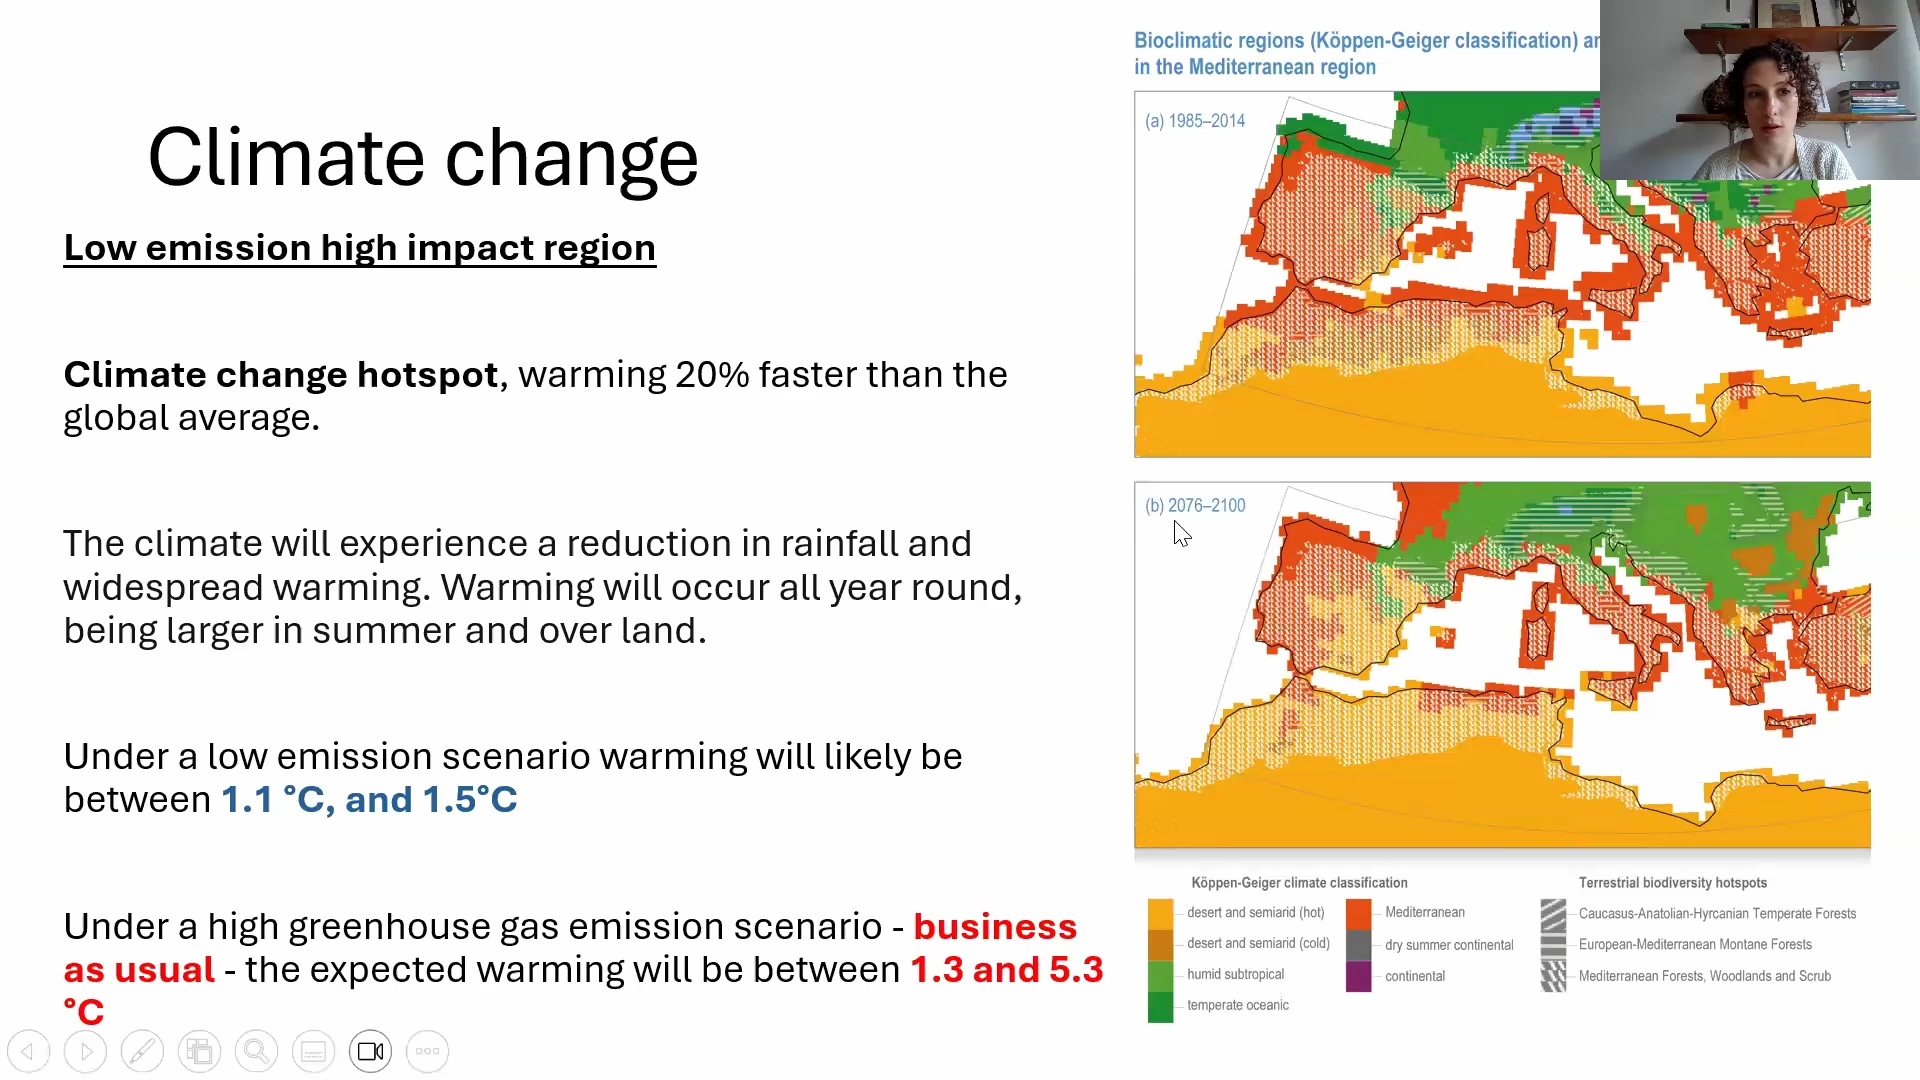 Climate change
Low emission high impact region
Climate change hotspot, warming 20% faster than the
global average.
The climate will experience a reduction in rainfall and
widespread warming. Warming will occur all year round,
being larger in summer and over land.
Under a low emission scenario warming will likely be
between 1.1 °C, and 1.5°C
Under a high greenhouse gas emission scenario - business
as usual - the expected warming will be between 1.3 and 5.3
°C
Bioclimatic regions (Köppen-Geiger classification)
in the Mediterranean region
(a) 1985–2014
(b) 2076–2100
Köppen-Geiger climate classification
desert and semiarid (hot)
desert and semiarid (cold)
humid subtropical
temperate oceanic
Mediterranean
dry summer continental
continental
Terrestrial biodiversity hotspots
Caucasus-Anatolian-Hyrcanian Temperate Forests
European-Mediterranean Montane Forests
Mediterranean Forests, Woodlands and Scrub